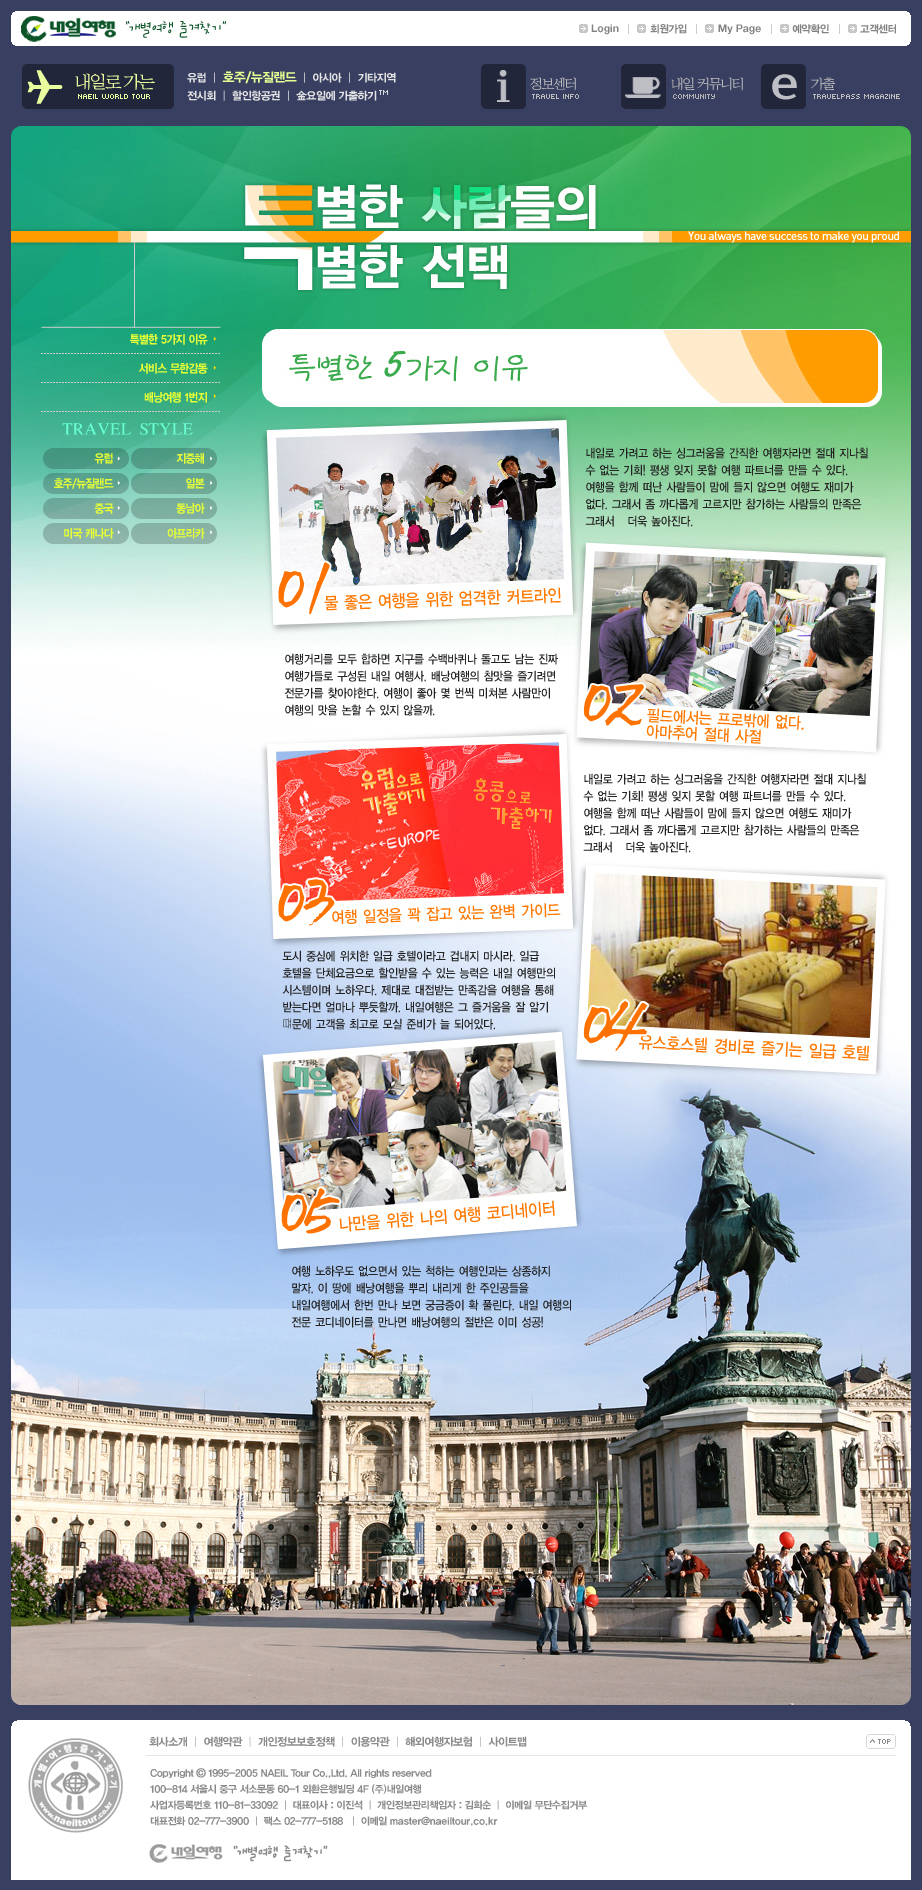 내일여행 "개별여행 즐겨찾기"
Login 회원가입 My Page 예약확인 고객센터
내일로 가는
NAEIL WORLD TOUR
유럽 | 호주/뉴질랜드 | 아시아 | 기타지역
전시회 | 할인항공권 | 金요일에 가출하기™
정보센터
TRAVEL INFO
내일 커뮤니티
COMMUNITY
가출
TRAVELPASS MAGAZINE
특별한 사람들의
특별한 선택
You always have success to make you proud
특별한 5가지 이유
서비스 무한감동
배낭여행 1번지
TRAVEL STYLE
유럽 지중해
호주/뉴질랜드 일본
중국 동남아
미국 캐나다 아프리카
특별한 5가지 이유
01 물 좋은 여행을 위한 엄격한 커트라인
내일로 가려고 하는 싱그러움을 간직한 여행자라면 절대 지나칠
수 없는 기회! 평생 잊지 못할 여행 파트너를 만들 수 있다.
여행을 함께 떠난 사람들이 맘에 들지 않으면 여행도 재미가
없다. 그래서 좀 까다롭게 고르지만 참가하는 사람들의 만족은
그래서 더욱 높아진다.
02 필드에서는 프로밖에 없다.
아마추어 절대 사절
여행거리를 모두 합하면 지구를 수백바퀴나 돌고도 남는 진짜
여행가들로 구성된 내일 여행사. 배낭여행의 참맛을 즐기려면
전문가를 찾아야한다. 여행이 좋아 몇 번씩 미쳐본 사람만이
여행의 맛을 논할 수 있지 않을까.
유럽으로
가출하기
홍콩으로
가출하기
EUROPE
03 여행 일정을 꽉 잡고 있는 완벽 가이드
내일로 가려고 하는 싱그러움을 간직한 여행자라면 절대 지나칠
수 없는 기회! 평생 잊지 못할 여행 파트너를 만들 수 있다.
여행을 함께 떠난 사람들이 맘에 들지 않으면 여행도 재미가
없다. 그래서 좀 까다롭게 고르지만 참가하는 사람들의 만족은
그래서 더욱 높아진다.
04 유스호스텔 경비로 즐기는 일급 호텔
도시 중심에 위치한 일급 호텔이라고 겁내지 마시라. 일급
호텔을 단체요금으로 할인받을 수 있는 능력은 내일 여행만의
시스템이며 노하우다. 제대로 대접받는 만족감을 여행을 통해
받는다면 얼마나 뿌듯할까. 내일여행은 그 즐거움을 잘 알기
때문에 고객을 최고로 모실 준비가 늘 되어있다.
내일
05 나만을 위한 나의 여행 코디네이터
여행 노하우도 없으면서 있는 척하는 여행인과는 상종하지
말자. 이 땅에 배낭여행을 뿌리 내리게 한 주인공들을
내일여행에서 한번 만나 보면 궁금증이 확 풀린다. 내일 여행의
전문 코디네이터를 만나면 배낭여행의 절반은 이미 성공!
회사소개 | 여행약관 | 개인정보보호정책 | 이용약관 | 해외여행자보험 | 사이트맵
TOP
개별여행즐겨찾기
www.naeiltour.co.kr
Copyright ⓒ 1995-2005 NAEIL Tour Co.,Ltd. All rights reserved
100-814 서울시 중구 서소문동 60-1 외환은행빌딩 4F (주)내일여행
사업자등록번호 110-81-33092 | 대표이사 : 이진석 | 개인정보관리책임자 : 김희순 | 이메일 무단수집거부
대표전화 02-777-3900 | 팩스 02-777-5188 | 이메일 master@naeiltour.co.kr
내일여행 "개별여행 즐겨찾기"